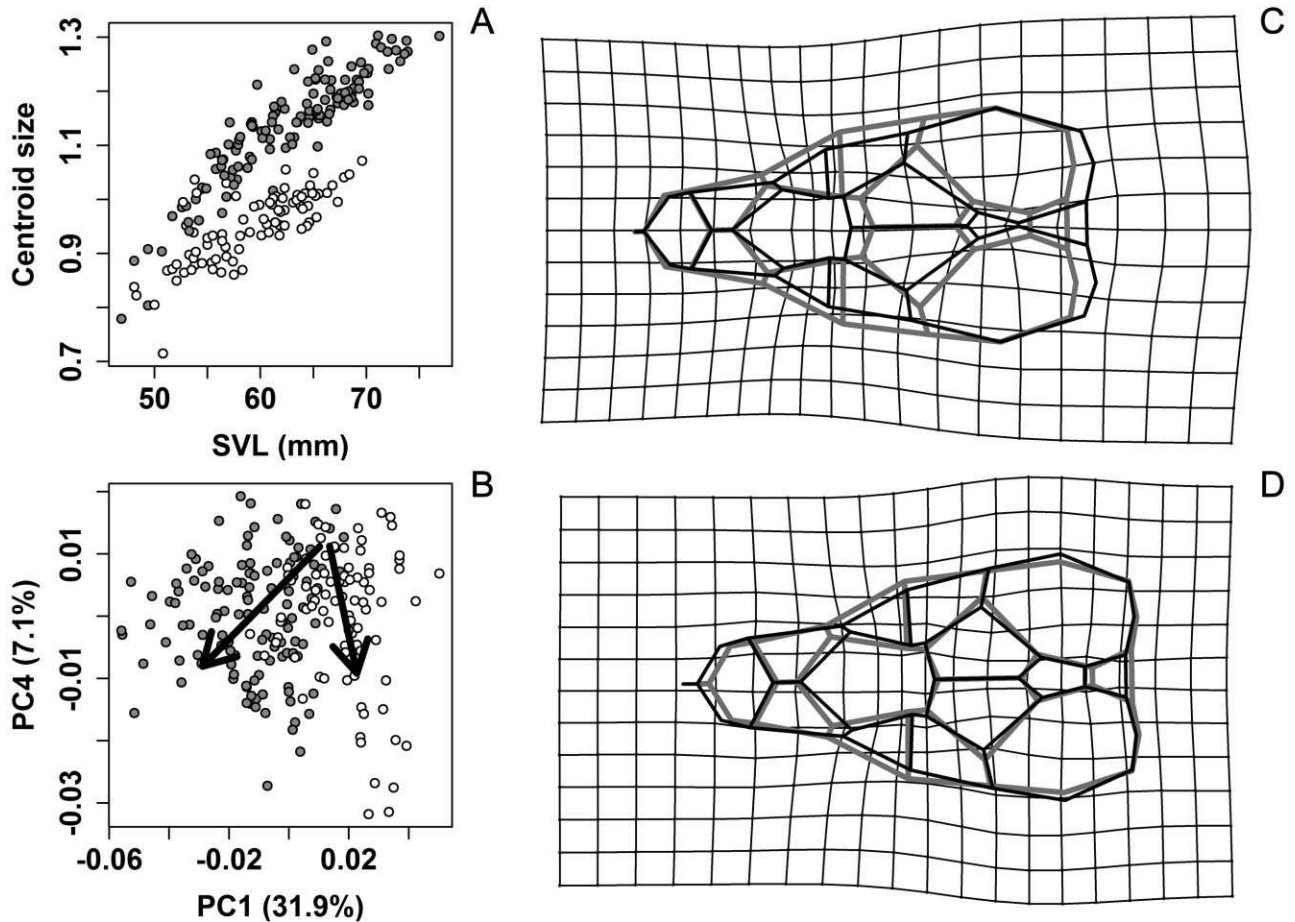 A
1.3
1.1
0.9
0.7
Centroid size
50 60 70
SVL (mm)
B
0.01
-0.01
-0.03
PC4 (7.1%)
-0.06 -0.02 0.02
PC1 (31.9%)
C
D